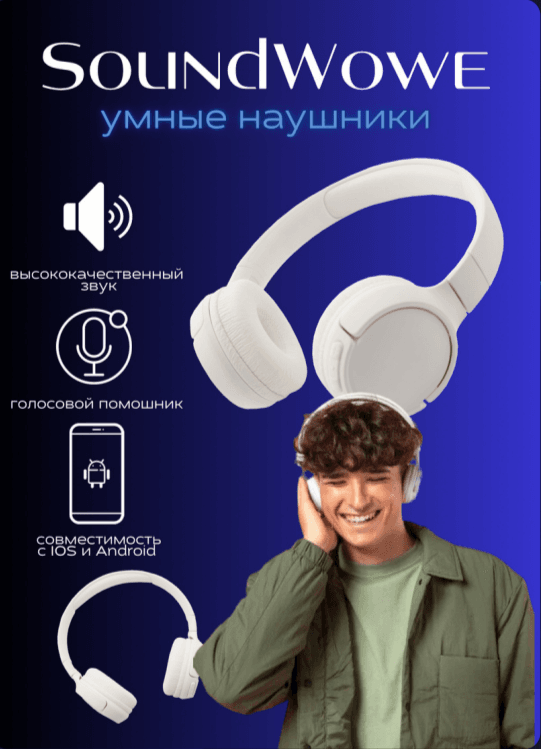 SoundWowe
умные наушники
высококачественный
звук
голосовой помошник
совместимость
с IOS и Android